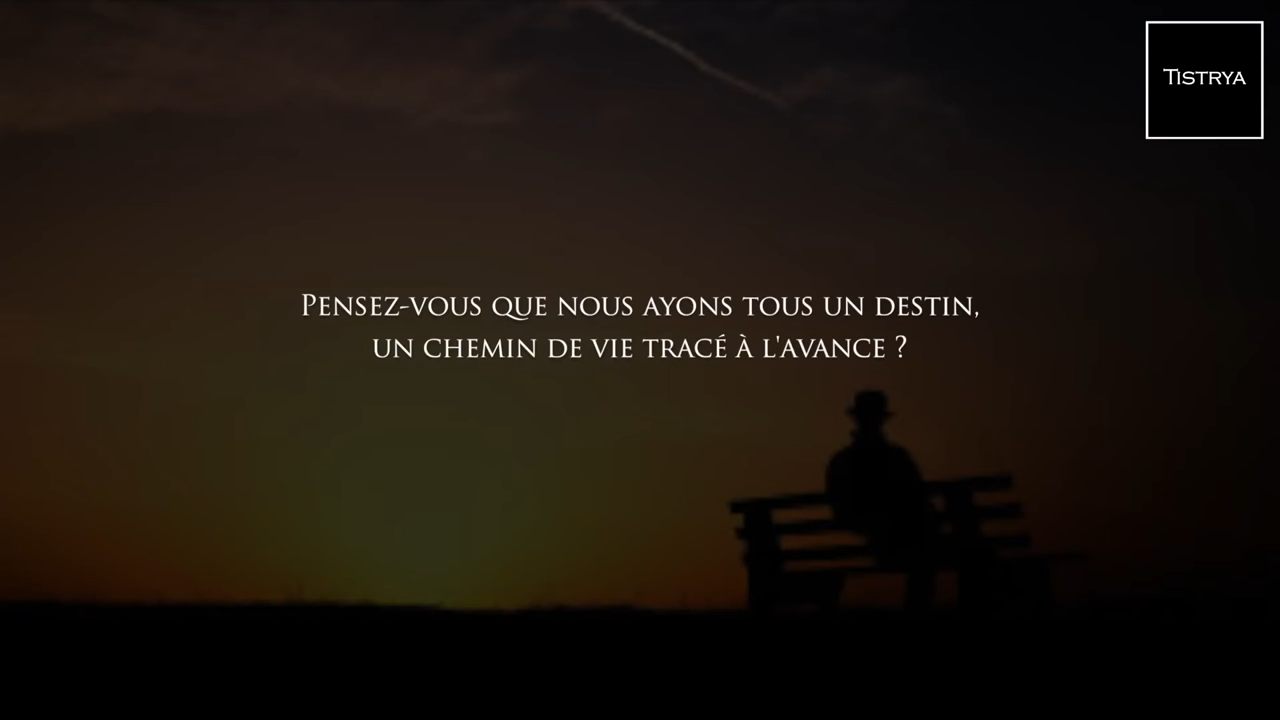 Tistrya
Pensez-vous que nous ayons tous un destin,
un chemin de vie tracé à l'avance ?